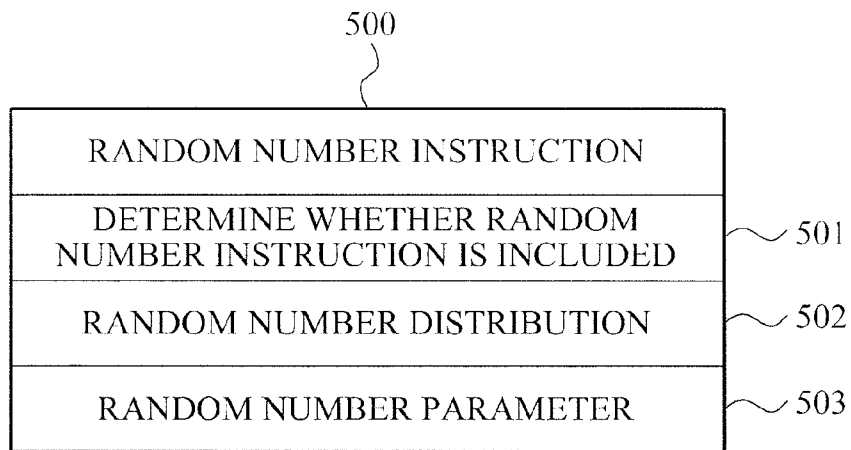 500
RANDOM NUMBER INSTRUCTION
DETERMINE WHETHER RANDOM
NUMBER INSTRUCTION IS INCLUDED
501
RANDOM NUMBER DISTRIBUTION
502
RANDOM NUMBER PARAMETER
503